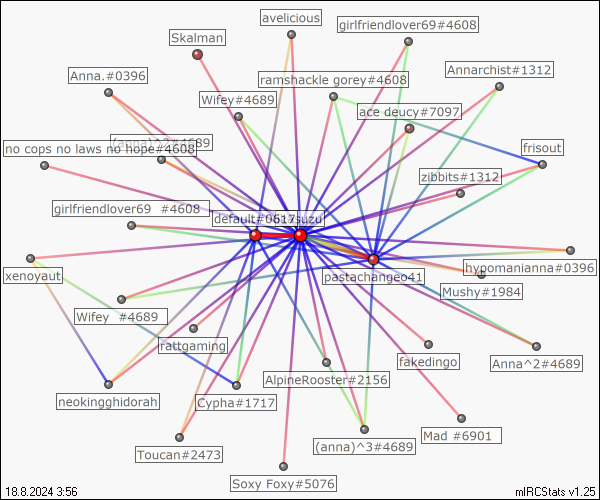 avelicious
girlfriendlover69#4608
Skalman
Anna.#0396
ramshackle gorey#4608
Annarchist#1312
Wifey#4689
ace deucy#7097
(anna)^2#4689
no cops no laws no hope#4608
frisout
zibbits#1312
girlfriendlover69 #4608
pastachange041
xenoyaut
hypomanianna#0396
Mushy#1984
Wifey #4689
rattgaming
fakedingo
Anna^2#4689
AlpineRooster#2156
neokingghidorah
Cypha#1717
Mad #6901
(anna)^3#4689
Toucan#2473
Soxy Foxy#5076
18.8.2024 3:56
mIRCStats v1.25